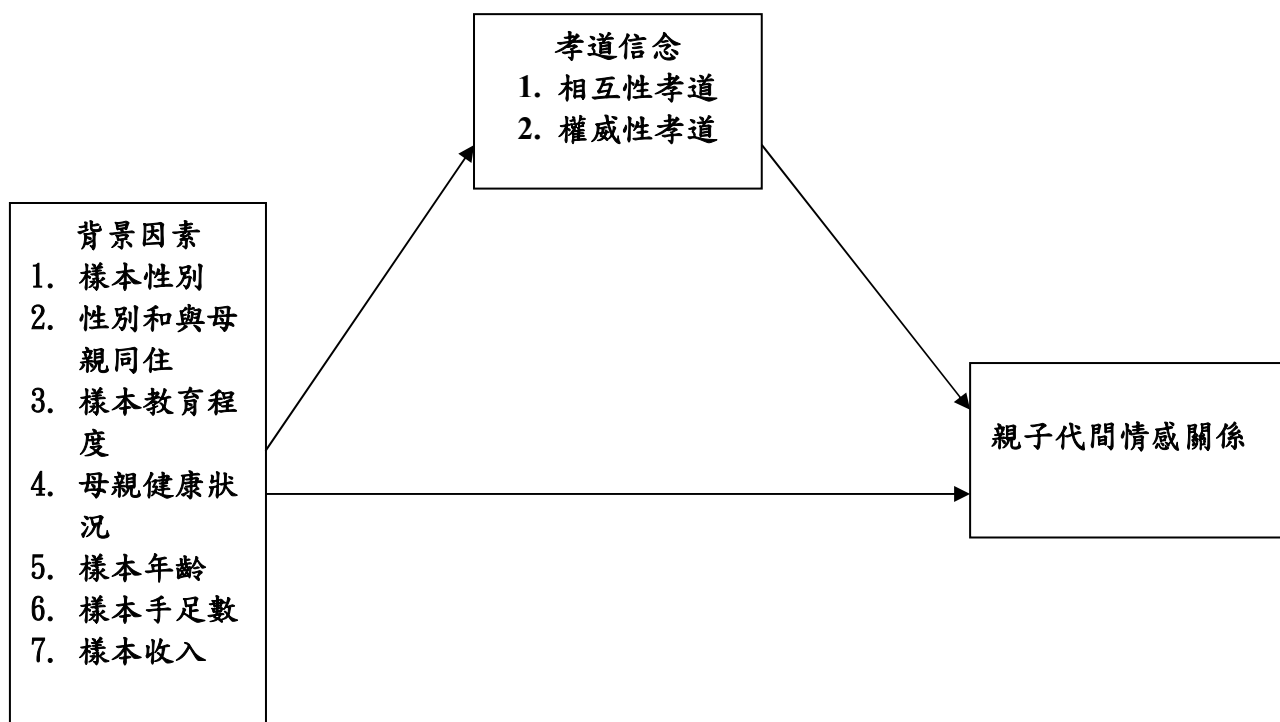 孝道信念
1. 相互性孝道
2. 權威性孝道
背景因素
1. 樣本性別
2. 性別和與母
親同住
3. 樣本教育程
度
4. 母親健康狀
況
5. 樣本年齡
6. 樣本手足數
7. 樣本收入
親子代間情感關係